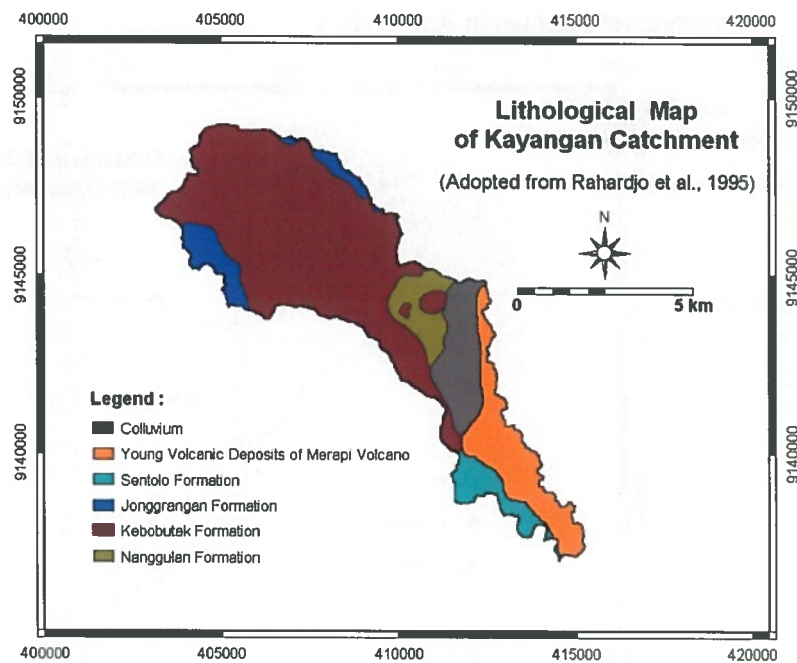 400000 405000 410000 415000 420000
9150000 9150000
Lithological Map
of Kayangan Catchment
(Adopted from Rahardjo et al., 1995)
N
9145000 9145000
0 5 km
Legend :
Colluvium
Young Volcanic Deposits of Merapi Volcano
Sentolo Formation
Jonggrangan Formation
Kebobutak Formation
Nanggulan Formation
9140000 9140000
400000 405000 410000 415000 420000